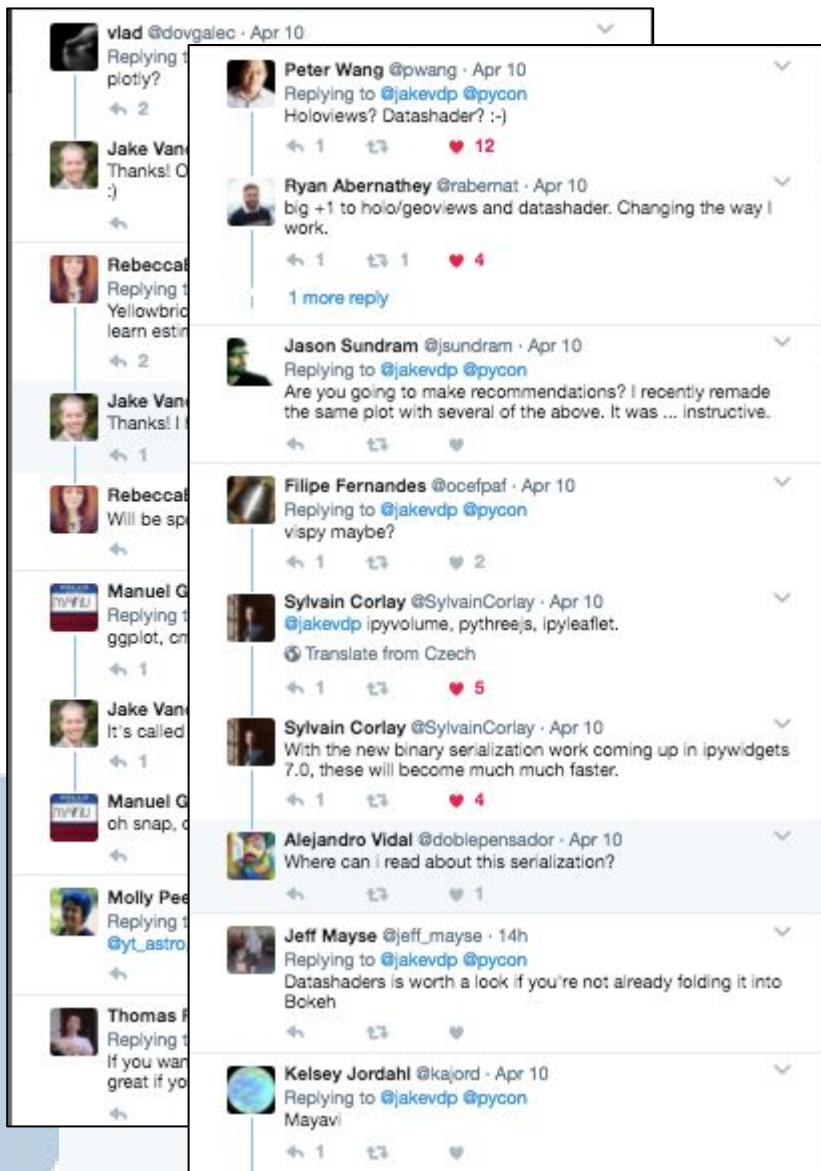 vlad @dovgalec · Apr 10
Replying t
plotly?
2
Jake Vand
Thanks! O
:)
Rebecca
Replying t
Yellowbric
learn estim
2
Jake Vand
Thanks! I
1
Rebecca
Will be spe
Manuel G
Replying t
ggplot,
1
Jake Vand
It's called
1
Manuel G
oh snap,
Molly Pee
Replying t
@yt_astro
Thomas
Replying t
If you wan
great if yo
Peter Wang @pwang · Apr 10
Replying to @jakevdp @pycon
Holoviews? Datashader? :-)
1 12
Ryan Abernathey @rabernat · Apr 10
big +1 to holo/geoviews and datashader. Changing the way I
work.
1 1 4
1 more reply
Jason Sundram @jsundram · Apr 10
Replying to @jakevdp @pycon
Are you going to make recommendations? I recently remade
the same plot with several of the above. It was ... instructive.
Filipe Fernandes @ocefpaf · Apr 10
Replying to @jakevdp @pycon
vispy maybe?
1 2
Sylvain Corlay @SylvainCorlay · Apr 10
@jakevdp ipyvolume, pythreejs, ipyleaflet.
Translate from Czech
1 5
Sylvain Corlay @SylvainCorlay · Apr 10
With the new binary serialization work coming up in ipywidgets
7.0, these will become much much faster.
1 4
Alejandro Vidal @doblepensador · Apr 10
Where can i read about this serialization?
1
Jeff Mayse @jeff_mayse · 14h
Replying to @jakevdp @pycon
Datashaders is worth a look if you're not already folding it into
Bokeh
Kelsey Jordahl @kajord · Apr 10
Replying to @jakevdp @pycon
Mayavi
1